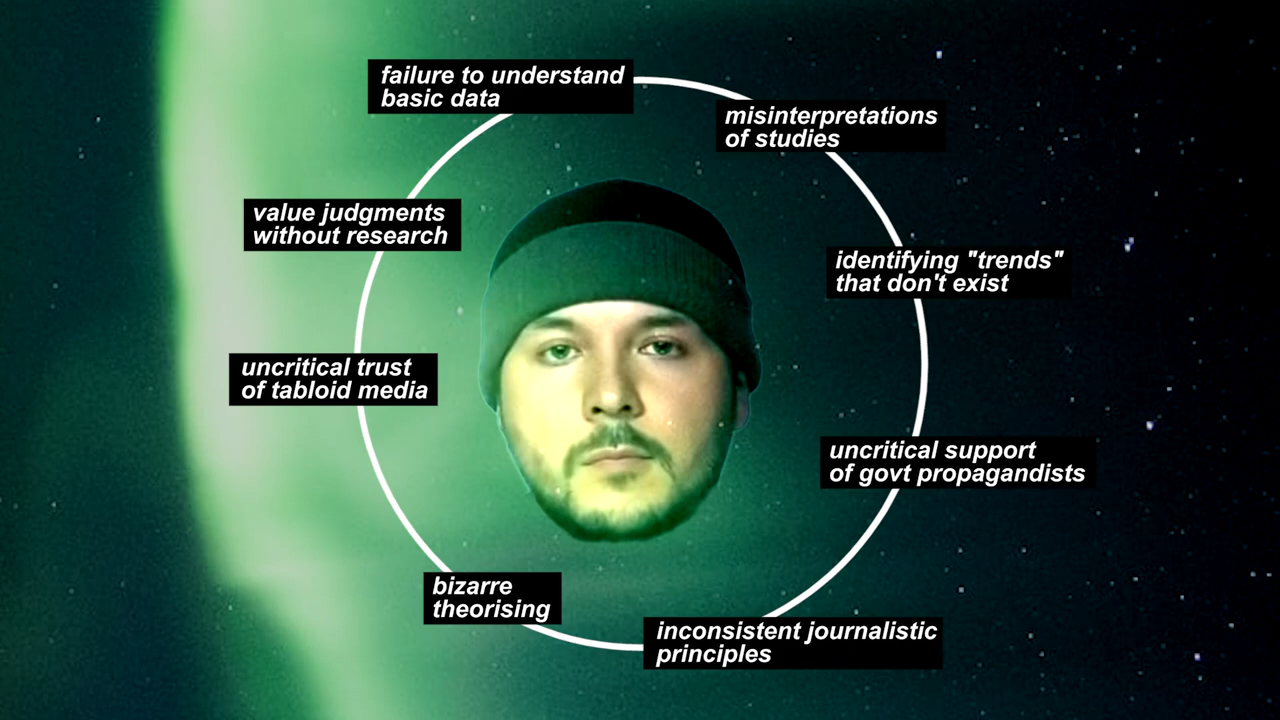 failure to understand
basic data
misinterpretations
of studies
value judgments
without research
identifying "trends"
that don't exist
uncritical trust
of tabloid media
uncritical support
of govt propagandists
bizarre
theorising
inconsistent journalistic
principles